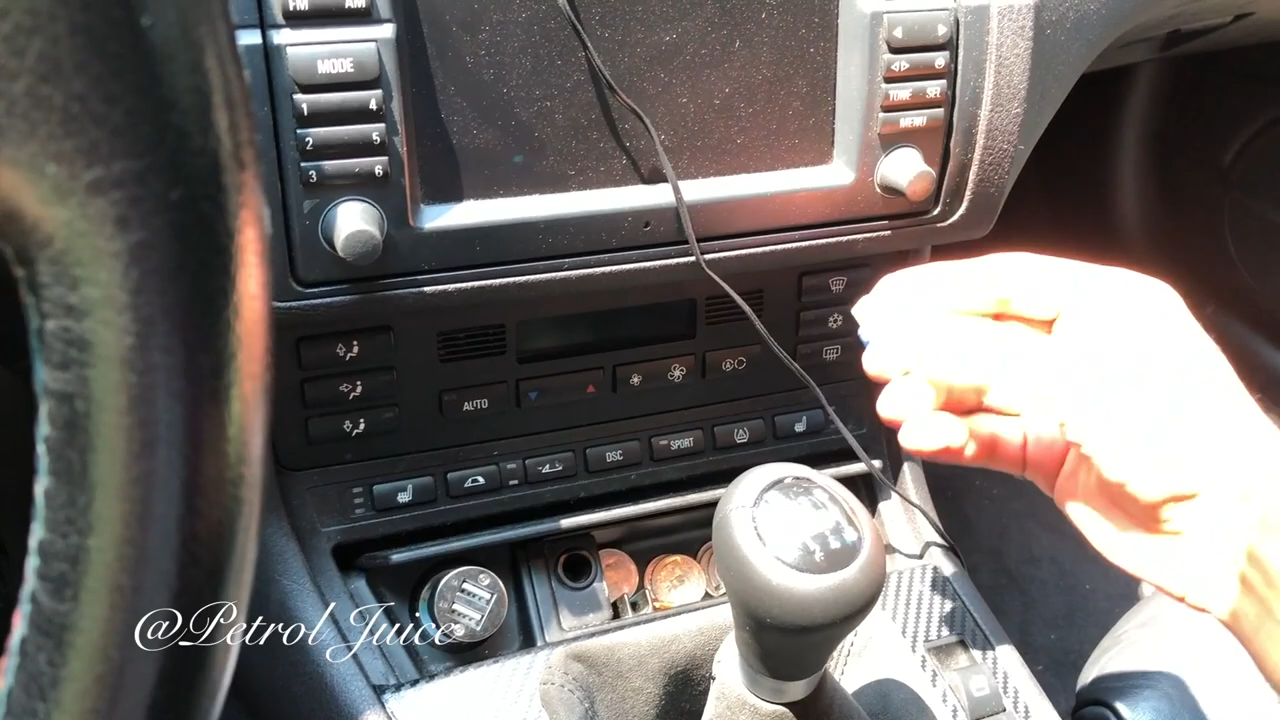 FM AM
MODE
1 4
2 5
3 6
TONE SEL
MENU
AUTO
DSC
SPORT
@Petrol Juice